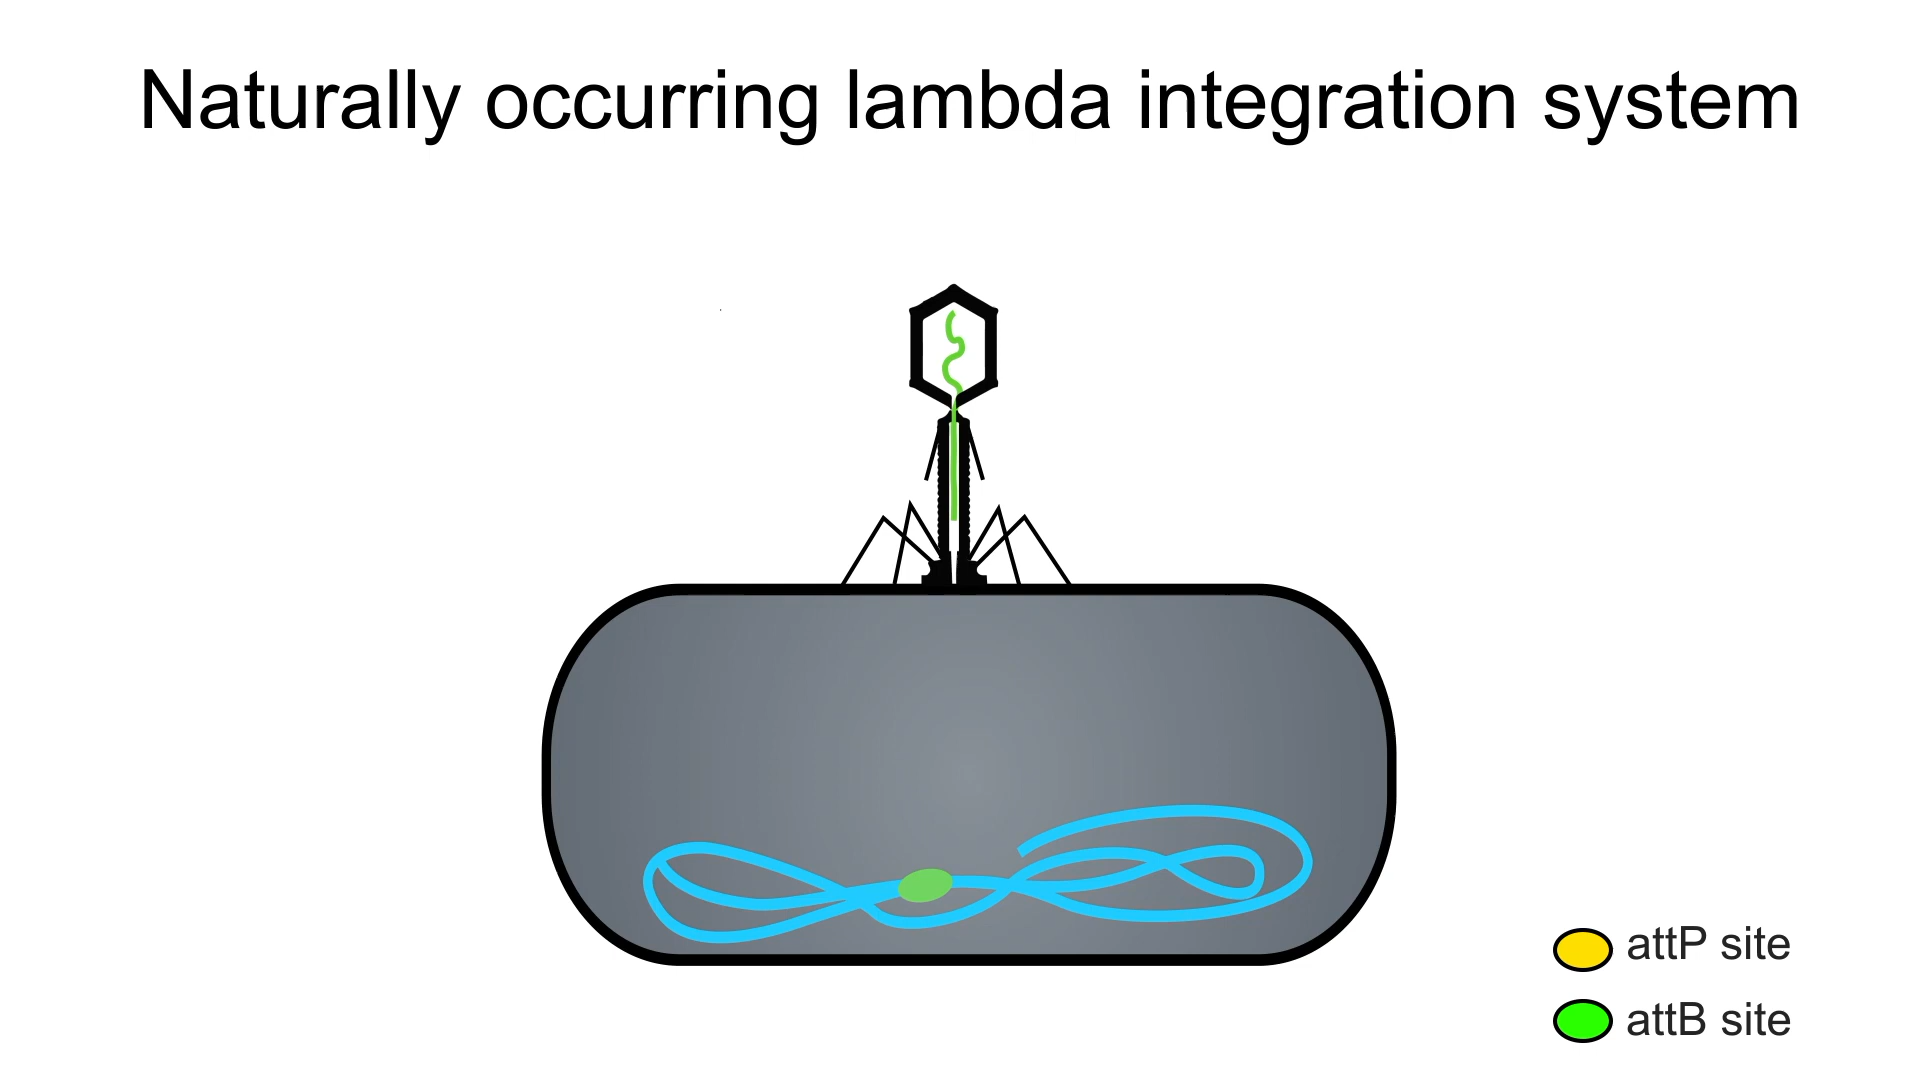 Naturally occurring lambda integration system
attP site
attB site